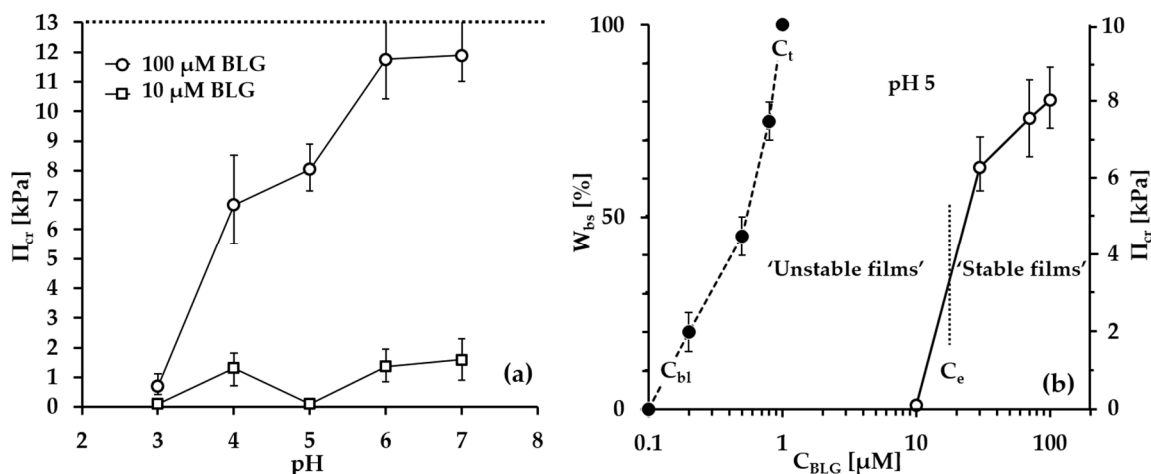 13
12
11
10
9
8
7
6
5
4
3
2
1
0
Π_cr [kPa]
100 μM BLG
10 μM BLG
(a)
2 3 4 5 6 7 8
pH
100%
50
0
W_bs [%]
C_t
pH 5
'Unstable films'
'Stable films'
C_bl
C_e
(b)
10
8
6
4
2
0
Π_cr [kPa]
0.1 1 10 100
C_BLG [μM]